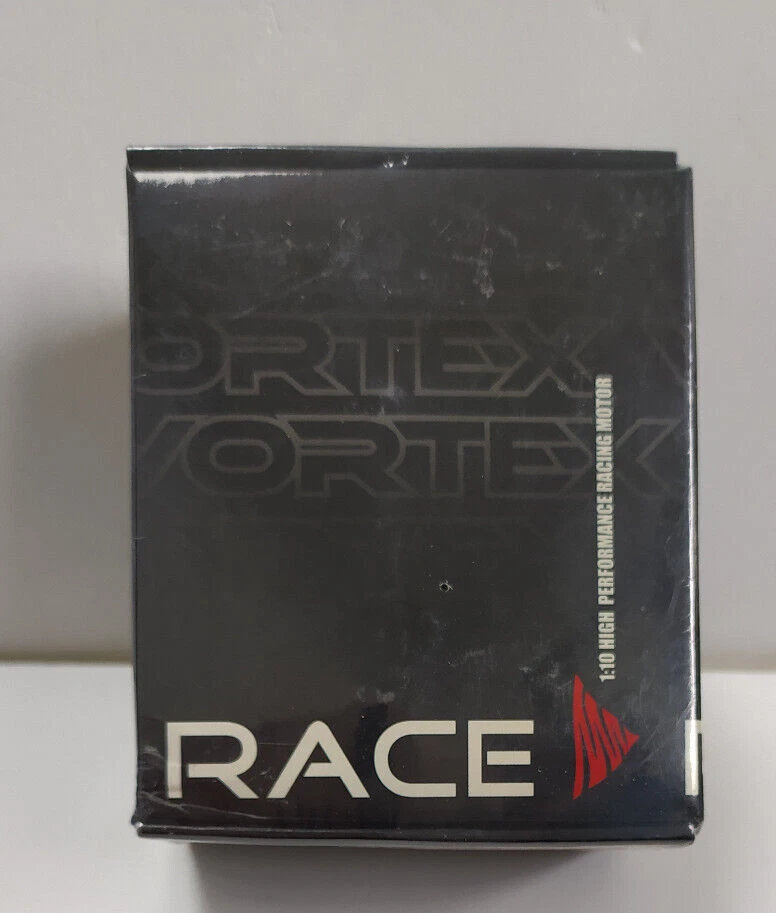 ORTEX
VORTEX
1:10 HIGH PERFORMANCE RACING MOTOR
RACE